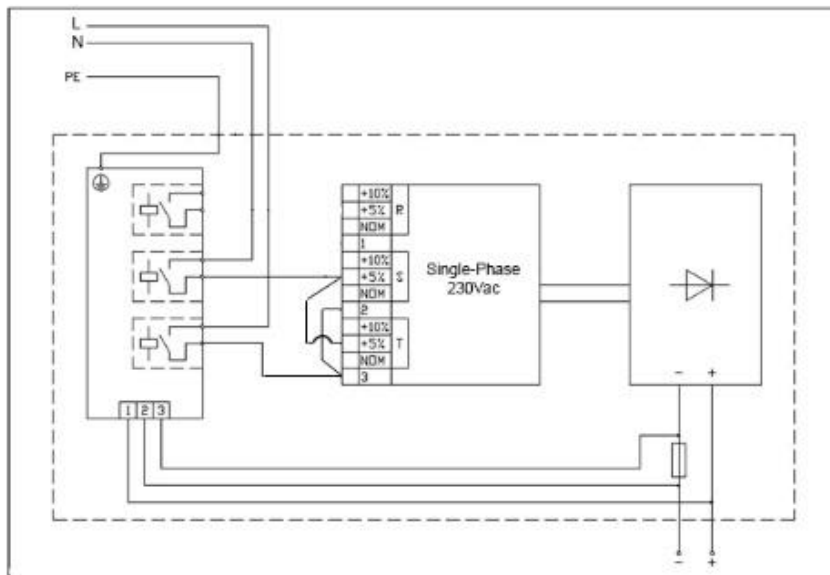 L
N
PE
+10%
+5%
NOM
R
1
+10%
+5%
NOM
S
2
+10%
+5%
NOM
T
3
Single-Phase
230Vac
- +
1 2 3
- +